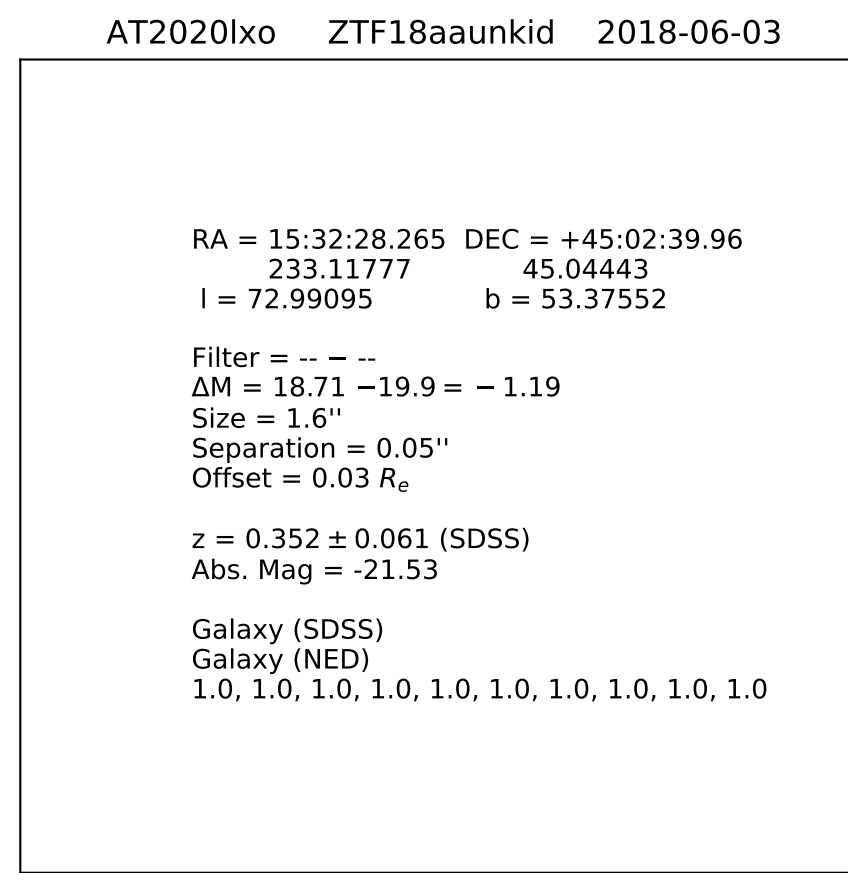 AT2020lxo ZTF18aaunkid 2018-06-03
RA = 15:32:28.265 DEC = +45:02:39.96
233.11777 45.04443
l = 72.99095 b = 53.37552
Filter = -- − --
ΔM = 18.71 −19.9 = − 1.19
Size = 1.6''
Separation = 0.05''
Offset = 0.03 Rₑ
z = 0.352 ± 0.061 (SDSS)
Abs. Mag = -21.53
Galaxy (SDSS)
Galaxy (NED)
1.0, 1.0, 1.0, 1.0, 1.0, 1.0, 1.0, 1.0, 1.0, 1.0